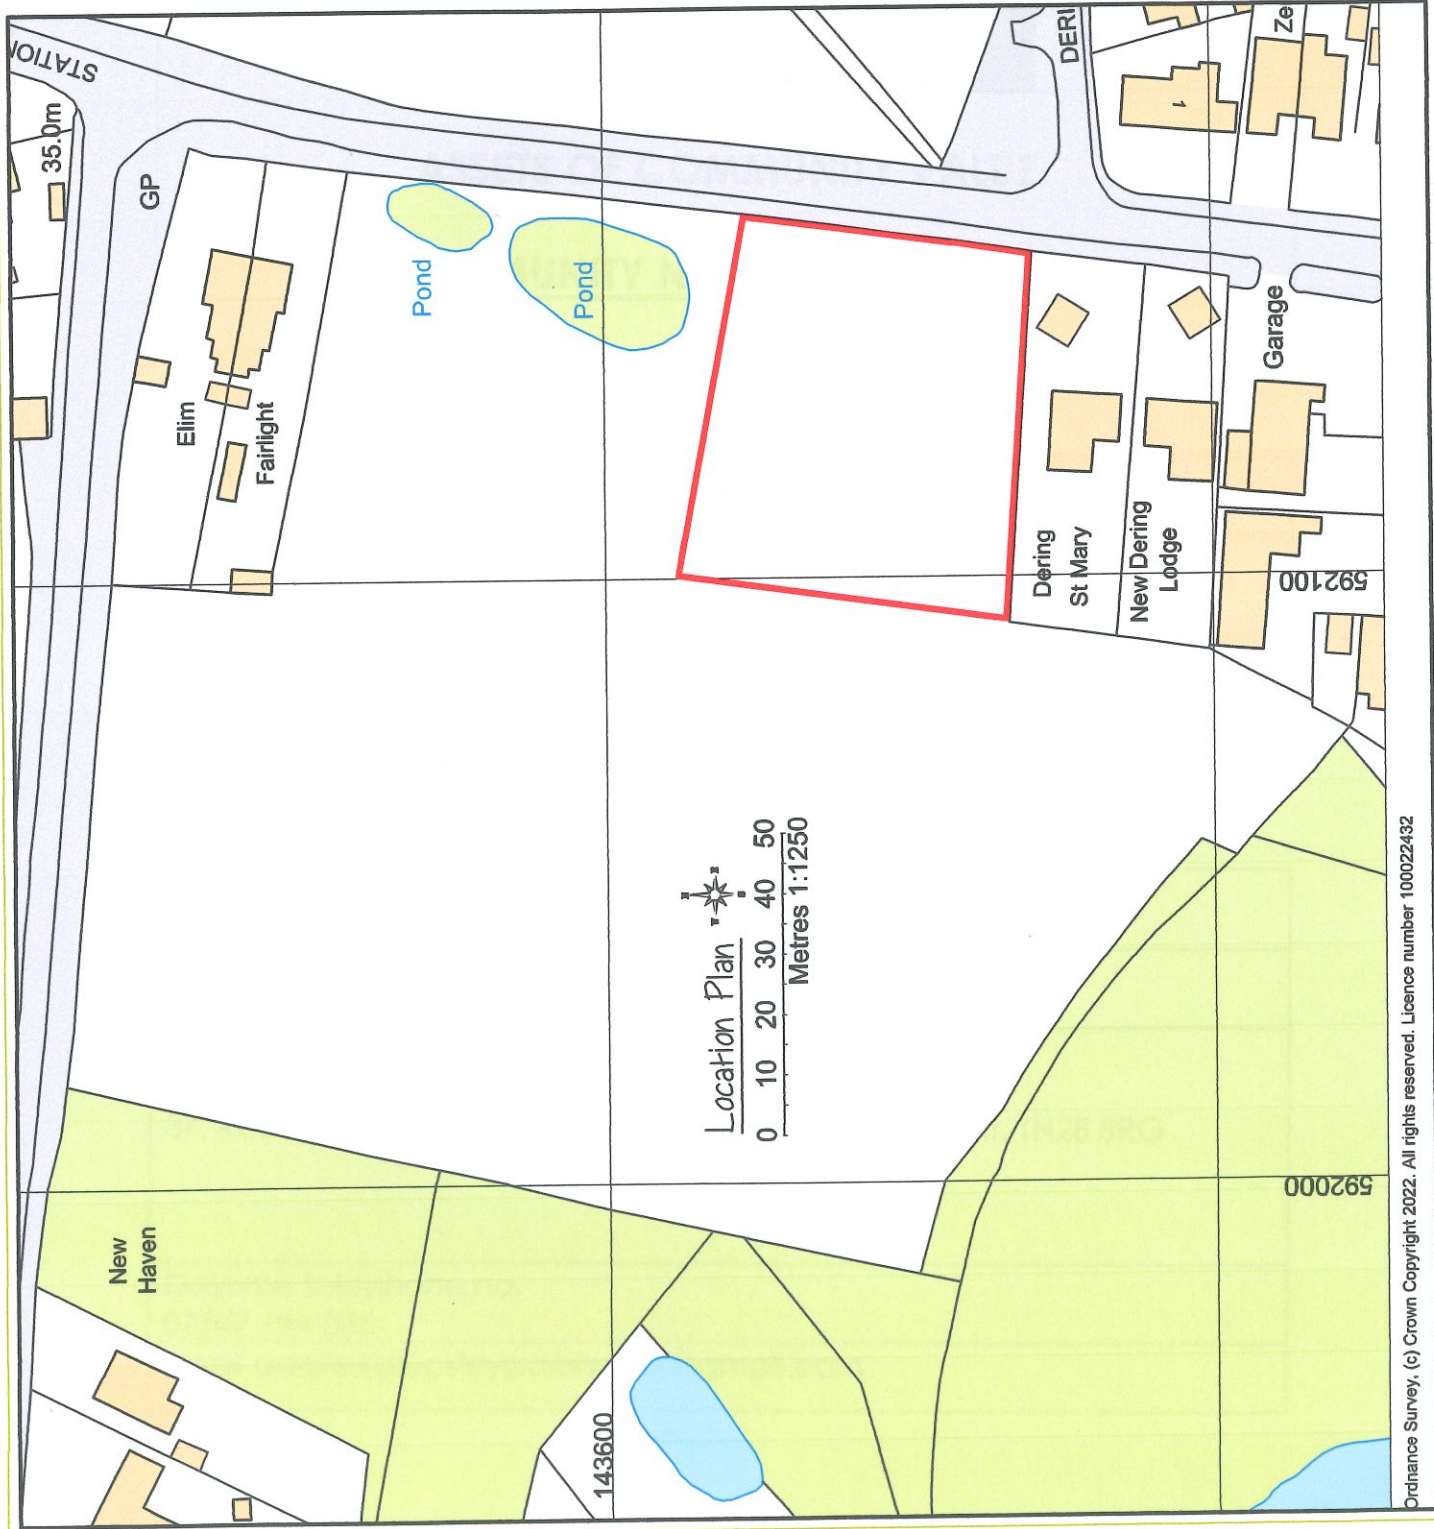 STATION
35.0m
GP
Elim
Fairlight
Pond
Pond
DERI
1
Ze
Garage
Dering
St Mary
New Dering
Lodge
592100
Location Plan
N
W
E
S
0 10 20 30 40 50
Metres 1:1250
New
Haven
143600
592000
Ordnance Survey, (c) Crown Copyright 2022. All rights reserved. Licence number 100022432